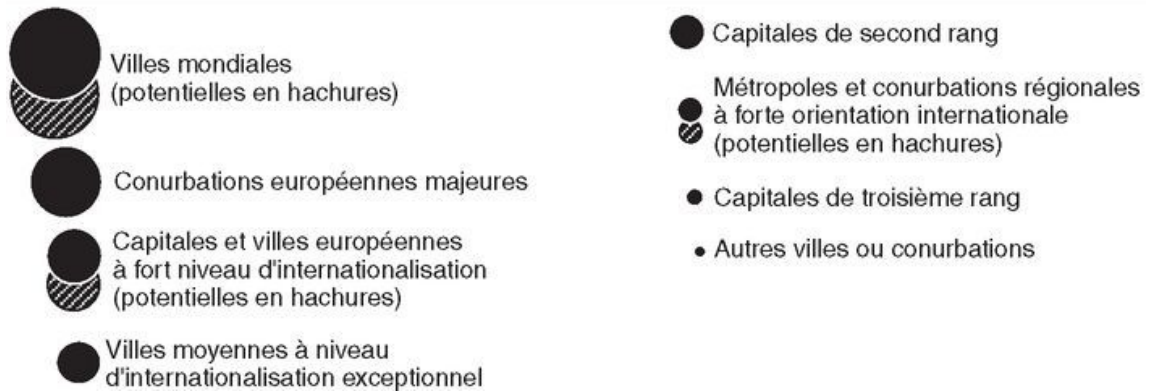 Villes mondiales
(potentielles en hachures)
Conurbations européennes majeures
Capitales et villes européennes
à fort niveau d'internationalisation
(potentielles en hachures)
Villes moyennes à niveau
d'internationalisation exceptionnel
Capitales de second rang
Métropoles et conurbations régionales
à forte orientation internationale
(potentielles en hachures)
Capitales de troisième rang
Autres villes ou conurbations